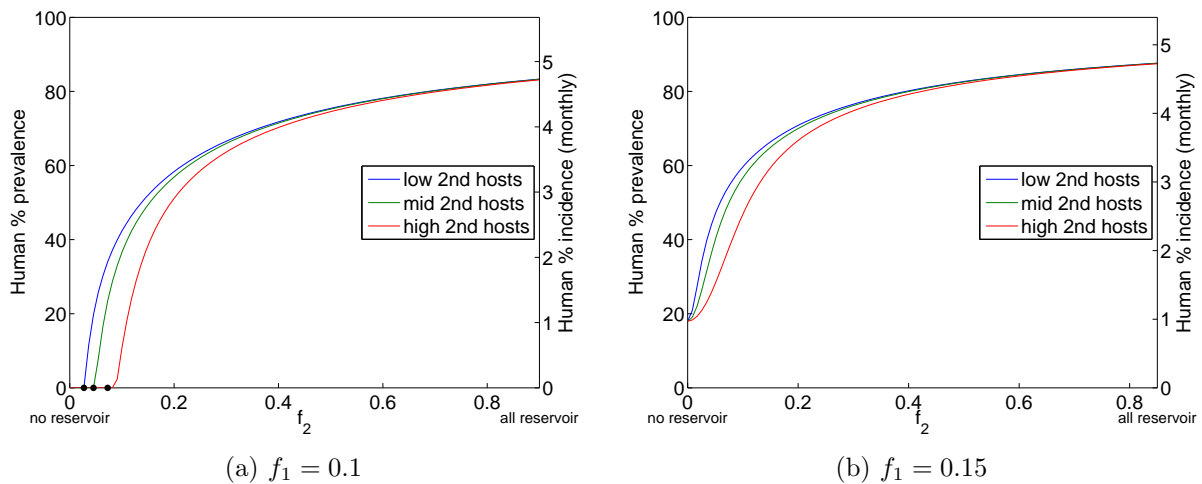 100
80
60
40
20
0
Human % prevalence
5
4
3
2
1
0
Human % incidence (monthly)
low 2nd hosts
mid 2nd hosts
high 2nd hosts
0 0.2 0.4 0.6 0.8
no reservoir f_2 all reservoir
(a) f_1 = 0.1
100
80
60
40
20
0
Human % prevalence
5
4
3
2
1
0
Human % incidence (monthly)
low 2nd hosts
mid 2nd hosts
high 2nd hosts
0 0.2 0.4 0.6 0.8
no reservoir f_2 all reservoir
(b) f_1 = 0.15